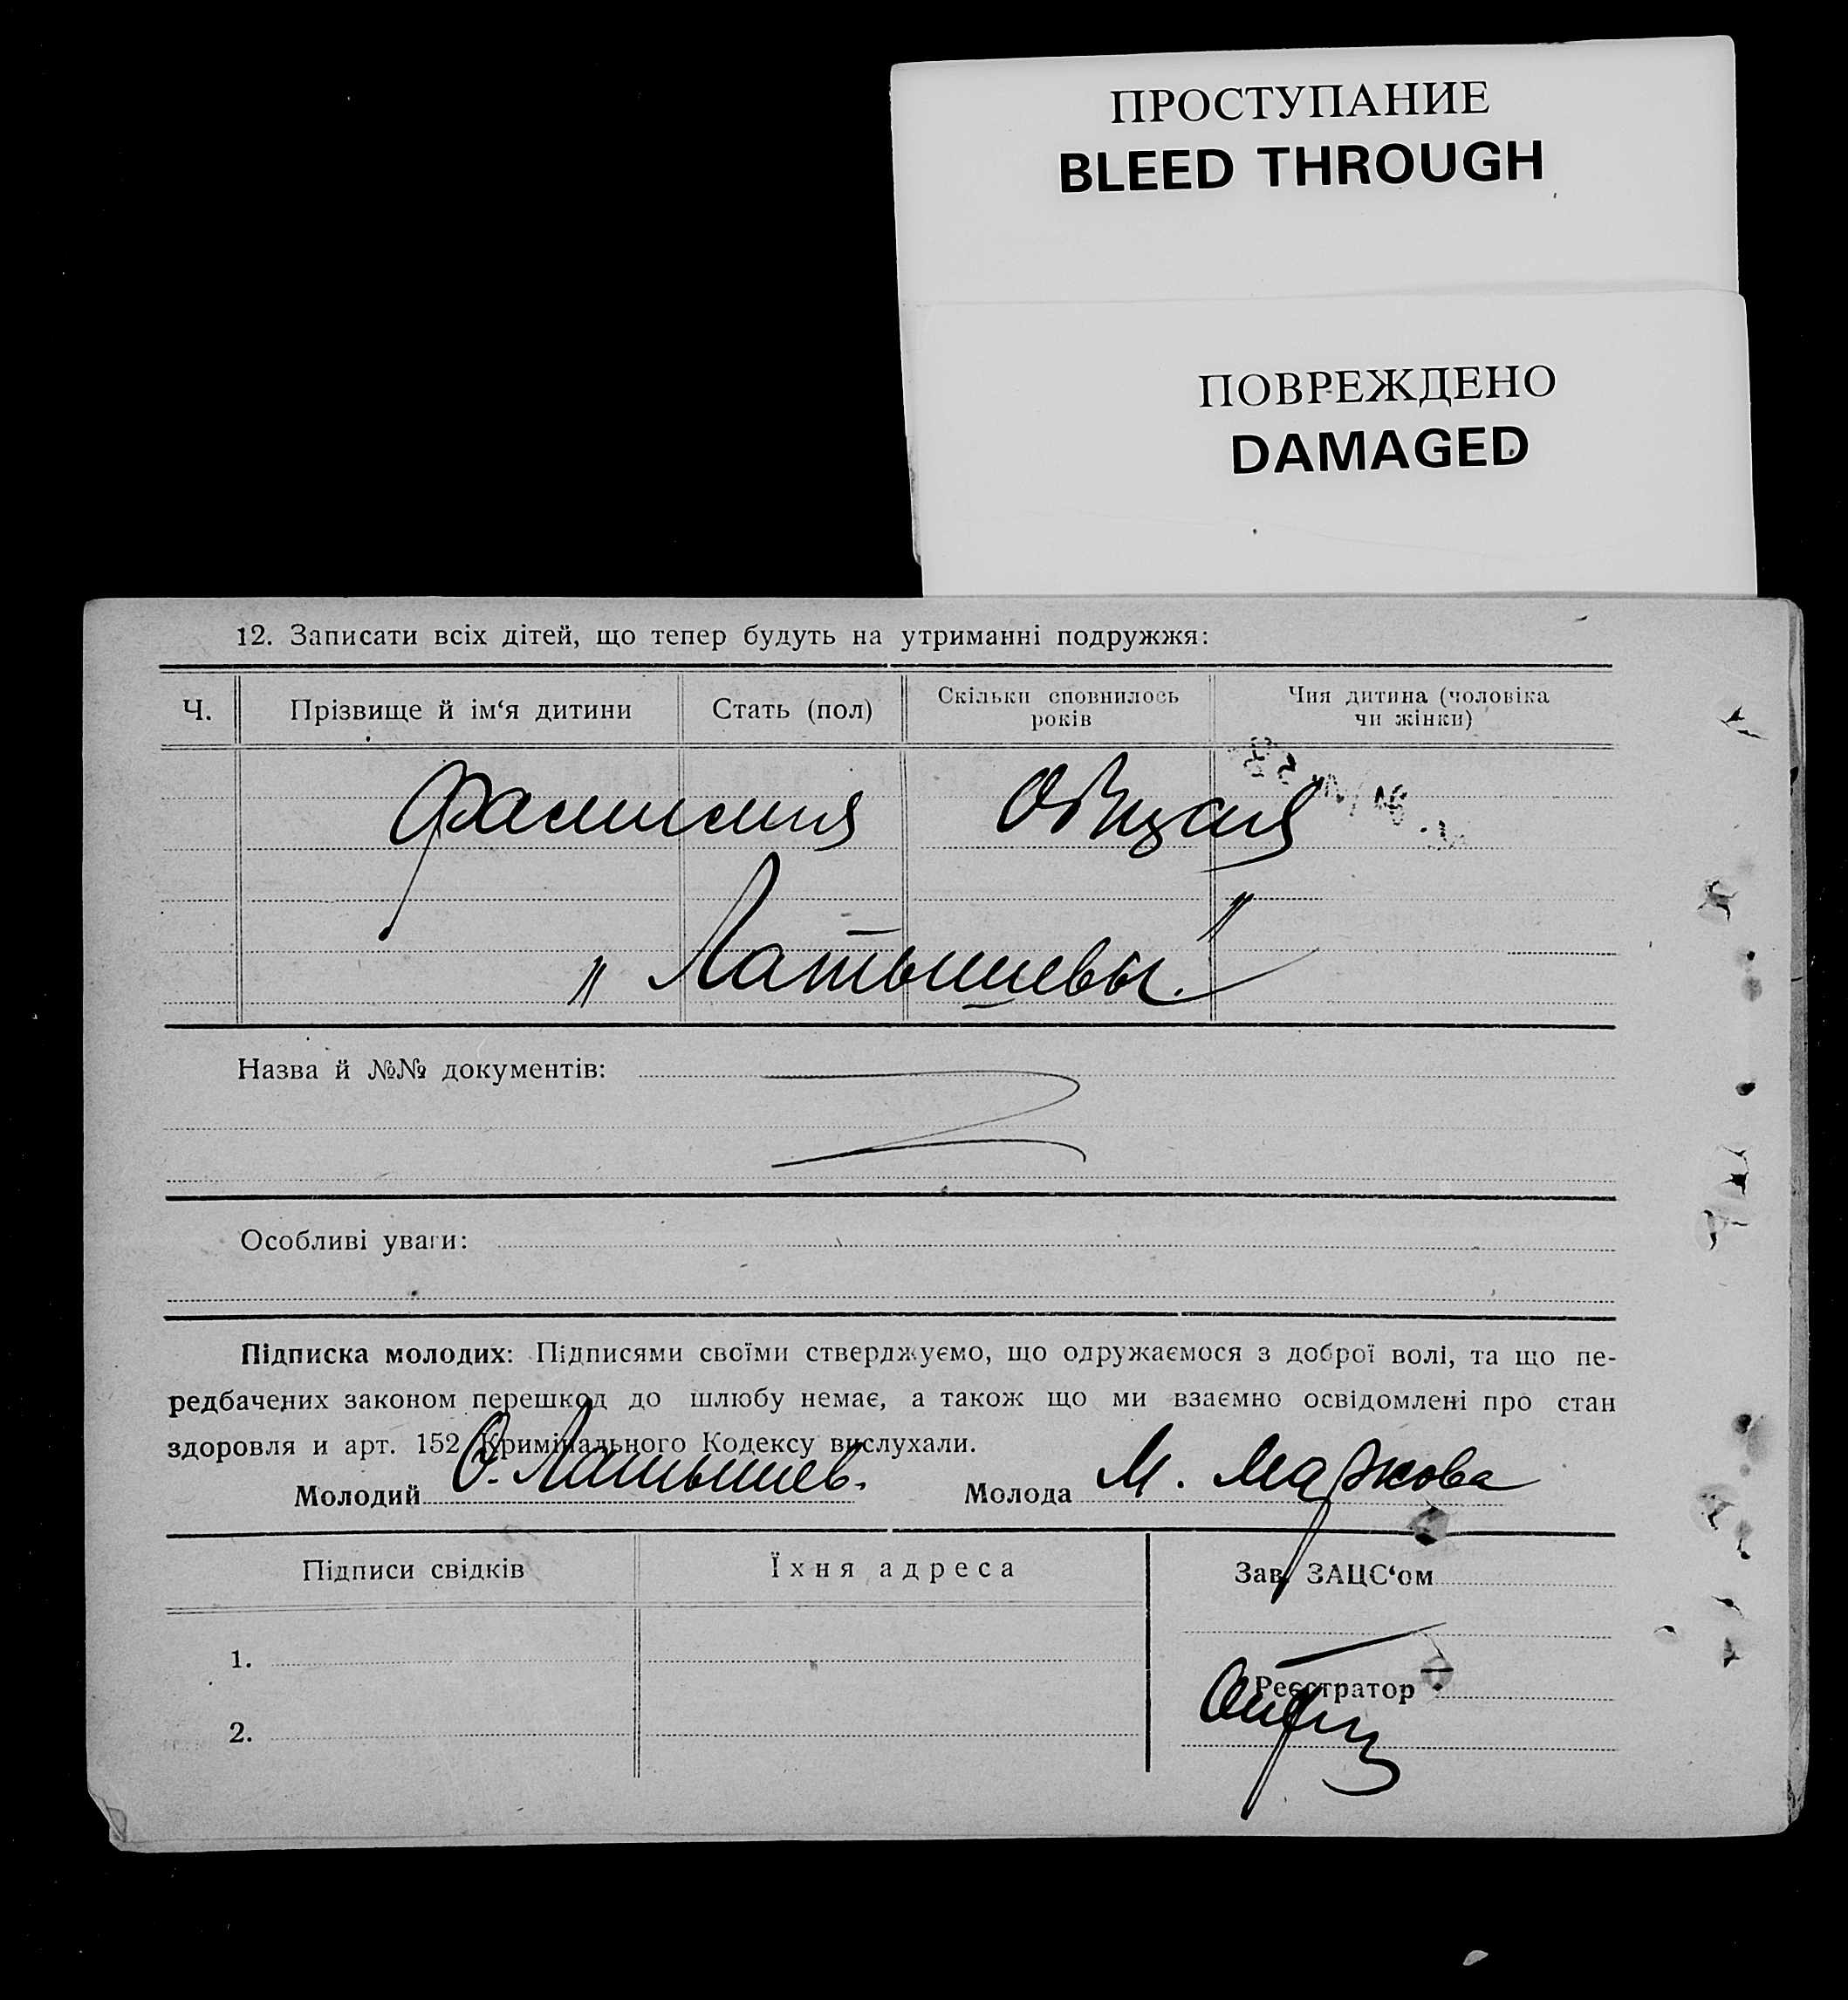 ПРОСТУПАНИЕ
BLEED THROUGH
ПОВРЕЖДЕНО
DAMAGED
12. Записати всіх дітей, що тепер будуть на утриманні подружжя:
Ч. Прізвище й ім‘я дитини Стать (пол) Скільки сповнилось років Чия дитина (чоловіка чи жінки)
Фамилия Общая
„ Латышевы. "
Назва й №№ документів:
Особливі уваги:
Підписка молодих: Підписями своїми стверджуємо, що одружаємося з доброї волі, та що пе-
редбачених законом перешкод до шлюбу немає, а також що ми взаємно освідомлені про стан
здоровля и арт. 152 Кримінального Кодексу вислухали.
Молодий О. Латышев. Молода М. Маркова
Підписи свідків Їхня адреса Зав. ЗАЦС‘ом
1.
Реєстратор
2.